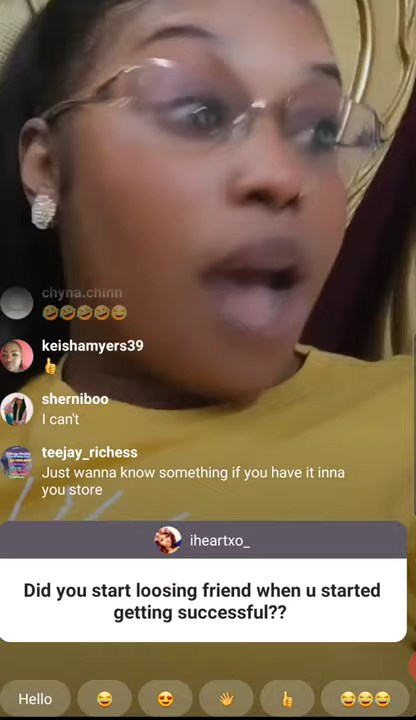 chyna.chinn
🤣🤣🤣🤣😂
keishamyers39
👍
sherniboo
I can't
teejay_richess
Just wanna know something if you have it inna
you store
iheartxo_
Did you start loosing friend when u started
getting successful??
Hello 😂 😍 👋 👍 😂😂😂